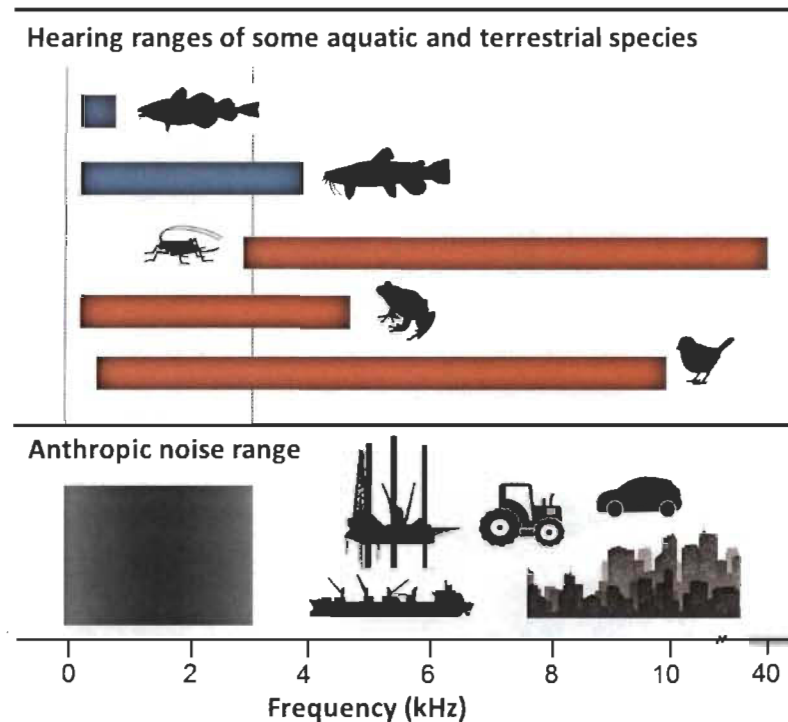 Hearing ranges of some aquatic and terrestrial species
Anthropic noise range
0 2 4 6 8 10 40
Frequency (kHz)